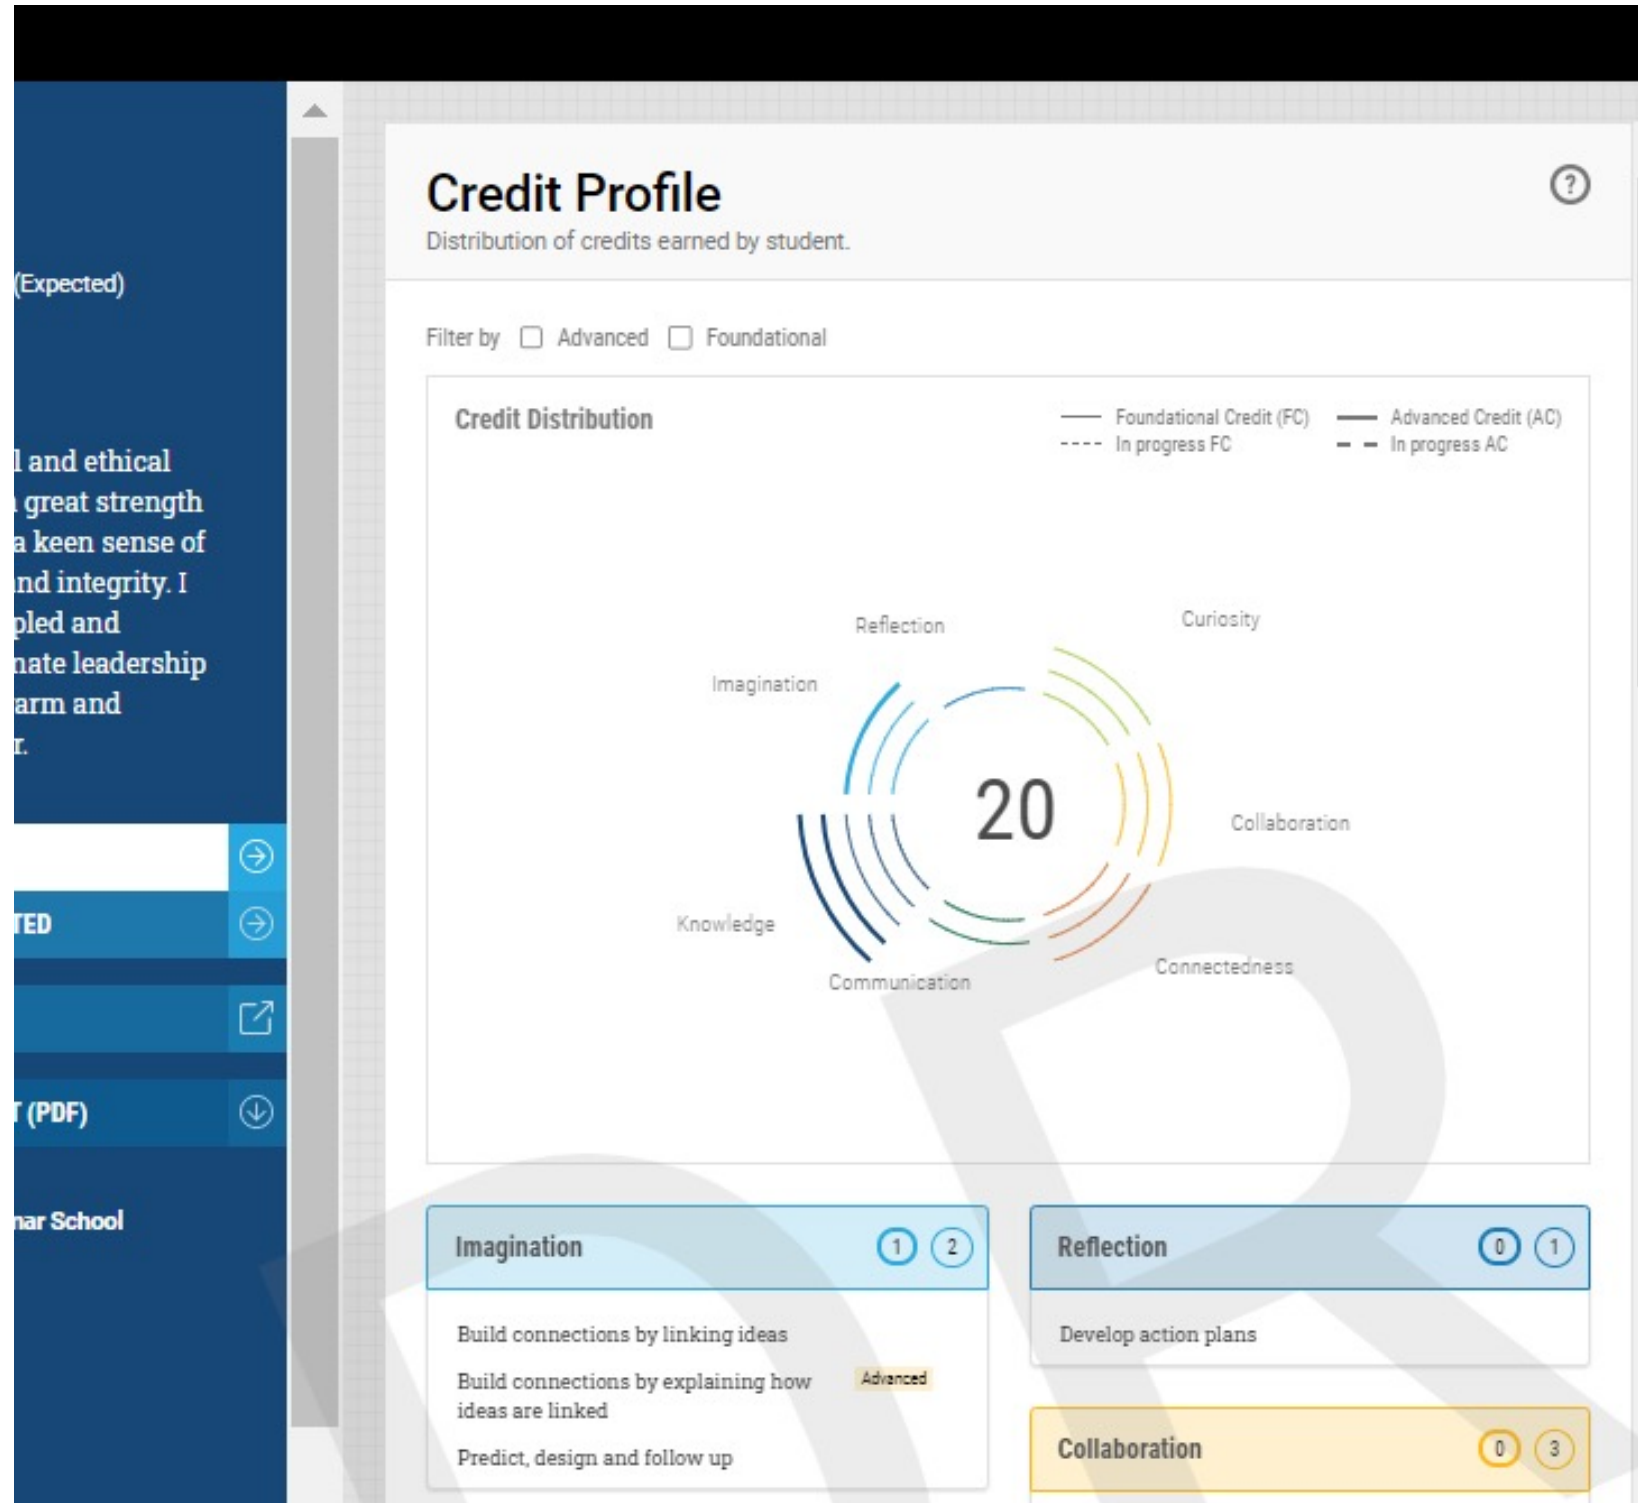 (Expected)
l and ethical
great strength
a keen sense of
nd integrity. I
pled and
nate leadership
arm and
r.
TED
T (PDF)
nar School
Credit Profile
?
Distribution of credits earned by student.
Filter by Advanced Foundational
Credit Distribution
Foundational Credit (FC) Advanced Credit (AC)
In progress FC In progress AC
Reflection
Curiosity
Imagination
20
Collaboration
Knowledge
Connectedness
Communication
Imagination 1 2
Build connections by linking ideas
Build connections by explaining how Advanced
ideas are linked
Predict, design and follow up
Reflection 0 1
Develop action plans
Collaboration 0 3